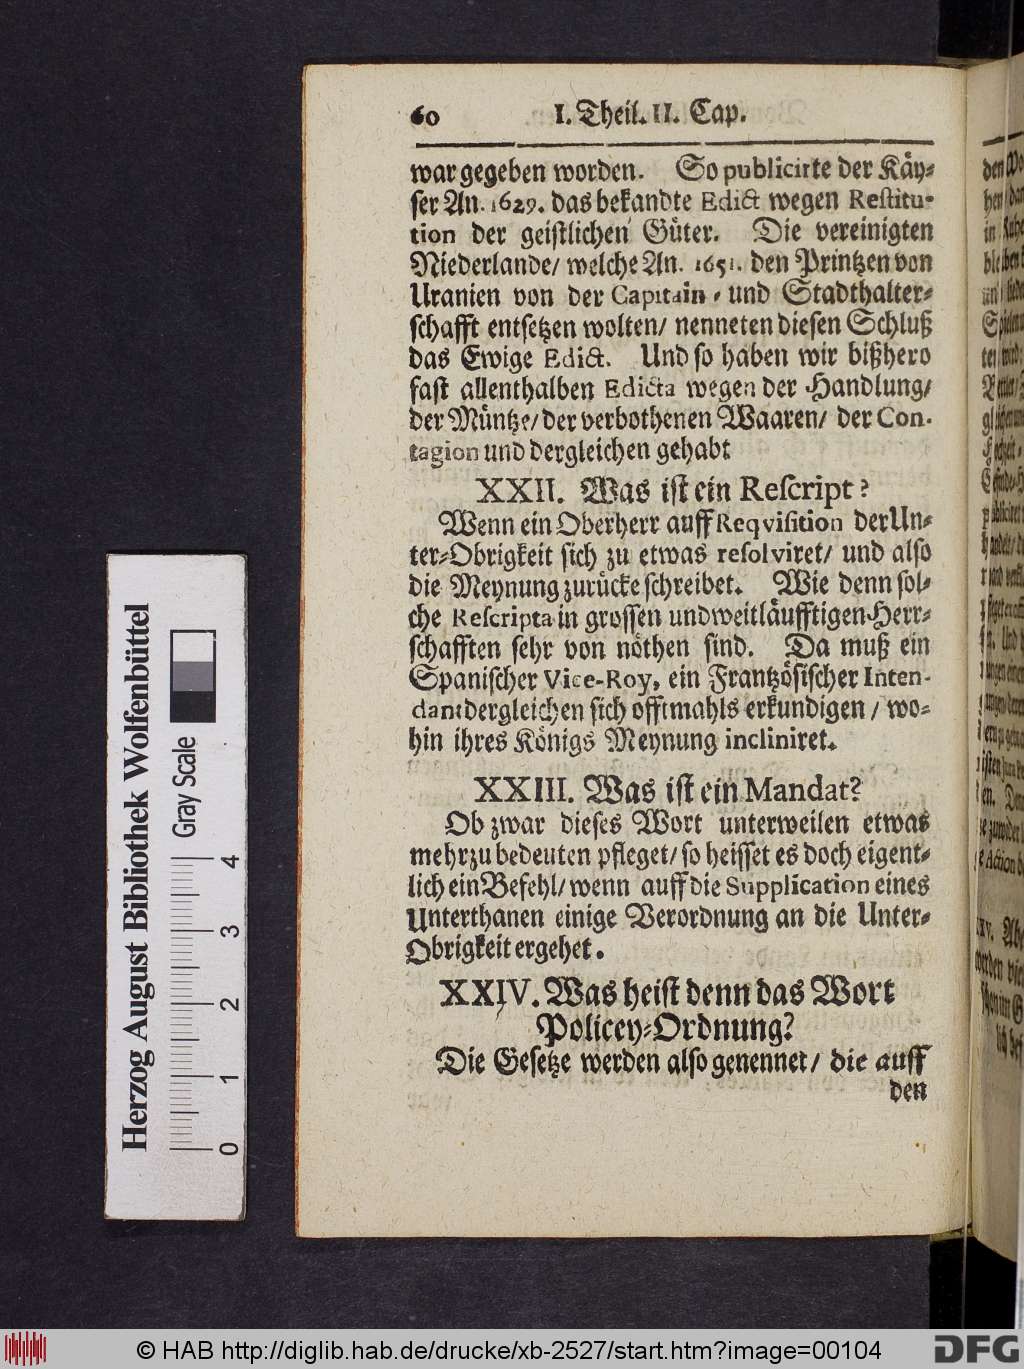 60 I. Theil. II. Cap.
war gegeben worden. So publicirte der Käy⸗
ser An. 1629. das bekandte Edict wegen Restitu-
tion der geistlichen Güter. Die vereinigten
Niederlande/ welche An. 1651. den Printzen von
Uranien von der Capitain- und Stadthalter⸗
schafft entsetzen wolten/ nenneten diesen Schluß
das Ewige Edict. Und so haben wir bißhero
fast allenthalben Edicta wegen der Handlung/
der Müntze/ der verbothenen Waaren/ der Con-
tagion und dergleichen gehabt
XXII. Was ist ein Rescript?
Wenn ein Oberherr auff Reqvisition der Un⸗
ter⸗Obrigkeit sich zu etwas resolviret/ und also
die Meynung zurücke schreibet. Wie denn sol⸗
che Rescripta in grossen und weitläufftigen Herr⸗
schafften sehr von nöthen sind. Da muß ein
Spanischer Vice-Roy, ein Frantzösischer Inten-
dant dergleichen sich offtmahls erkundigen / wo⸗
hin ihres Königs Meynung incliniret.
XXIII. Was ist ein Mandat?
Ob zwar dieses Wort unterweilen etwas
mehr zu bedeuten pfleget/ so heisset es doch eigent⸗
lich ein Befehl/ wenn auff die Supplication eines
Unterthanen einige Verordnung an die Unter⸗
Obrigkeit ergehet.
XXIV. Was heist denn das Wort
Policey⸗Ordnung?
Die Gesetze werden also genennet/ die auff
den
Herzog August Bibliothek Wolfenbüttel
Gray Scale
0 1 2 3 4
© HAB http://diglib.hab.de/drucke/xb-2527/start.htm?image=00104
DFG